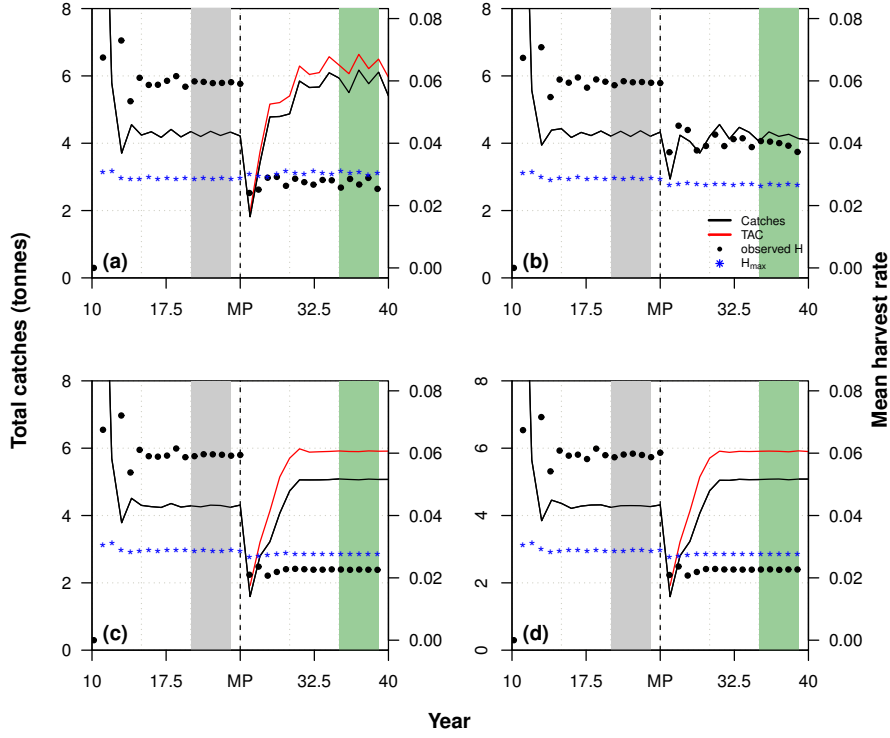 Total catches (tonnes)
Mean harvest rate
Year
8
6
4
2
0
0.08
0.06
0.04
0.02
0.00
(a)
10 17.5 MP 32.5 40
8
6
4
2
0
0.08
0.06
0.04
0.02
0.00
Catches
TAC
observed H
Hmax
(b)
10 17.5 MP 32.5 40
8
6
4
2
0
0.08
0.06
0.04
0.02
0.00
(c)
10 17.5 MP 32.5 40
8
6
4
2
0
0.08
0.06
0.04
0.02
0.00
(d)
10 17.5 MP 32.5 40